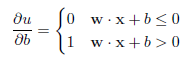 ∂u/∂b = { 0 w · x + b ≤ 0
1 w · x + b > 0